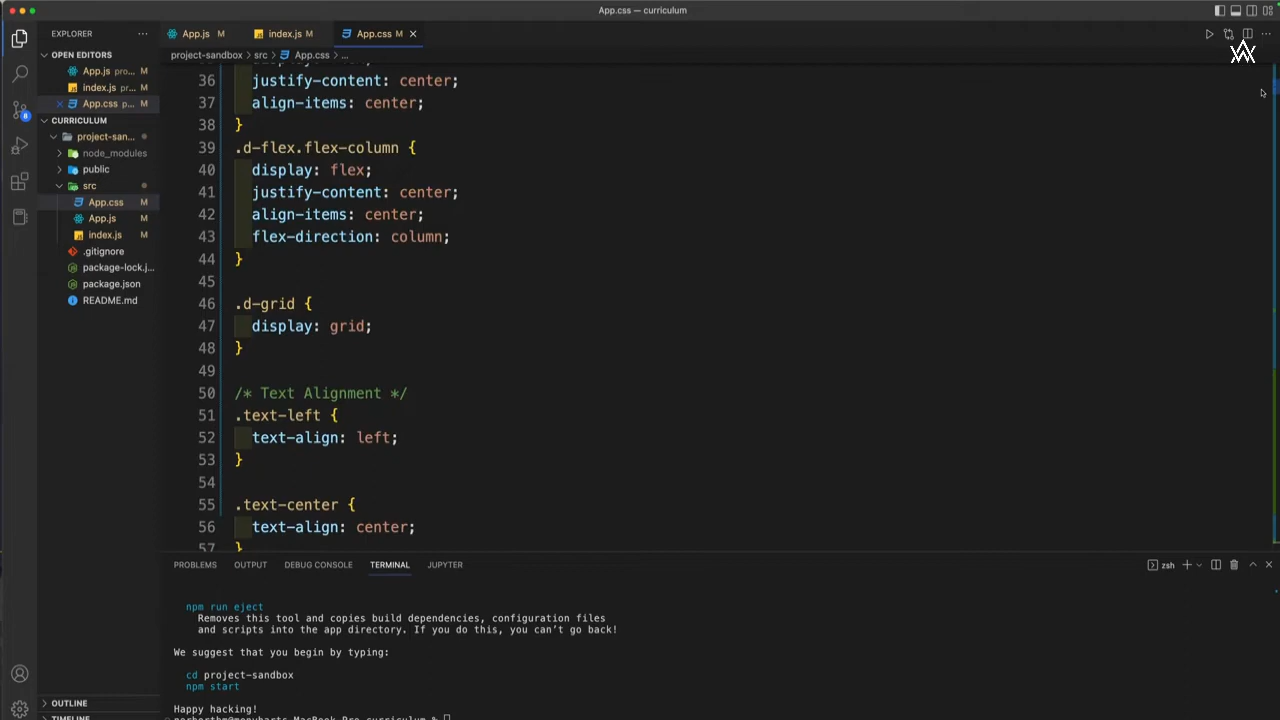 App.css — curriculum
EXPLORER
App.js M
index.js M
App.css M
OPEN EDITORS
project-sandbox > src > App.css > ...
App.js pro... M
index.js pro... M
App.css p... M
CURRICULUM
project-san...
node_modules
public
src
App.css M
App.js M
index.js M
.gitignore
package-lock.j...
package.json
README.md
8
36 justify-content: center;
37 align-items: center;
38 }
39 .d-flex.flex-column {
40 display: flex;
41 justify-content: center;
42 align-items: center;
43 flex-direction: column;
44 }
45
46 .d-grid {
47 display: grid;
48 }
49
50 /* Text Alignment */
51 .text-left {
52 text-align: left;
53 }
54
55 .text-center {
56 text-align: center;
57 }
PROBLEMS OUTPUT DEBUG CONSOLE TERMINAL JUPYTER
zsh
npm run eject
Removes this tool and copies build dependencies, configuration files
and scripts into the app directory. If you do this, you can't go back!
We suggest that you begin by typing:
cd project-sandbox
npm start
Happy hacking!
OUTLINE
TIMELINE